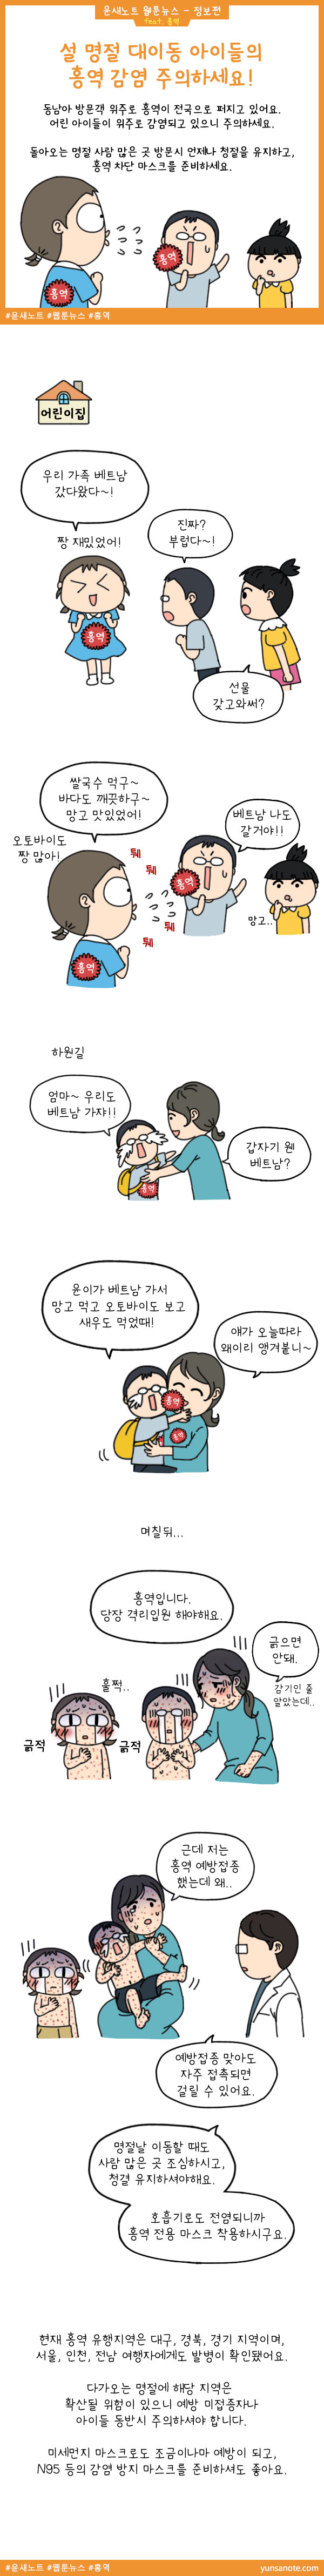 윤새노트 웹툰뉴스 - 정보편
feat. 홍역
설 명절 대이동 아이들의
홍역 감염 주의하세요!
동남아 방문객 위주로 홍역이 전국으로 퍼지고 있어요.
어린 아이들이 위주로 감염되고 있으니 주의하세요.
돌아오는 명절 사람 많은 곳 방문시 언제나 청결을 유지하고,
홍역 차단 마스크를 준비하세요.
홍역
홍역
#윤새노트 #웹툰뉴스 #홍역
어린이집
우리 가족 베트남
갔다왔다~!
짱 재밌었어!
진짜?
부럽다~!
홍역
선물
갖고와써?
쌀국수 먹구~
바다도 깨끗하구~
망고 맛있었어!
오토바이도
짱 많아!
베트남 나도
갈거야!!
퉤
퉤
퉤
퉤
홍역
홍역
망고..
하원길
엄마~ 우리도
베트남 가쟈!!
갑자기 웬
베트남?
홍역
윤이가 베트남 가서
망고 먹고 오토바이도 보고
새우도 먹었때!
얘가 오늘따라
왜이리 앵겨붙니~
홍역
홍역
며칠뒤...
홍역입니다.
당장 격리입원 해야해요.
긁으면
안돼.
훌쩍..
감기인 줄
알았는데..
긁적
긁적
근데 저는
홍역 예방접종
했는데 왜..
예방접종 맞아도
자주 접촉되면
걸릴 수 있어요.
명절날 이동할 때도
사람 많은 곳 조심하시고,
청결 유지하셔야해요.
호흡기로도 전염되니까
홍역 전용 마스크 착용하시구요.
현재 홍역 유행지역은 대구, 경북, 경기 지역이며,
서울, 인천, 전남 여행자에게도 발병이 확인됐어요.
다가오는 명절에 해당 지역은
확산될 위험이 있으니 예방 미접종자나
아이들 동반시 주의하셔야 합니다.
미세먼지 마스크로도 조금이나마 예방이 되고,
N95 등의 감염 방지 마스크를 준비하셔도 좋아요.
#윤새노트 #웹툰뉴스 #홍역
yunsanote.com